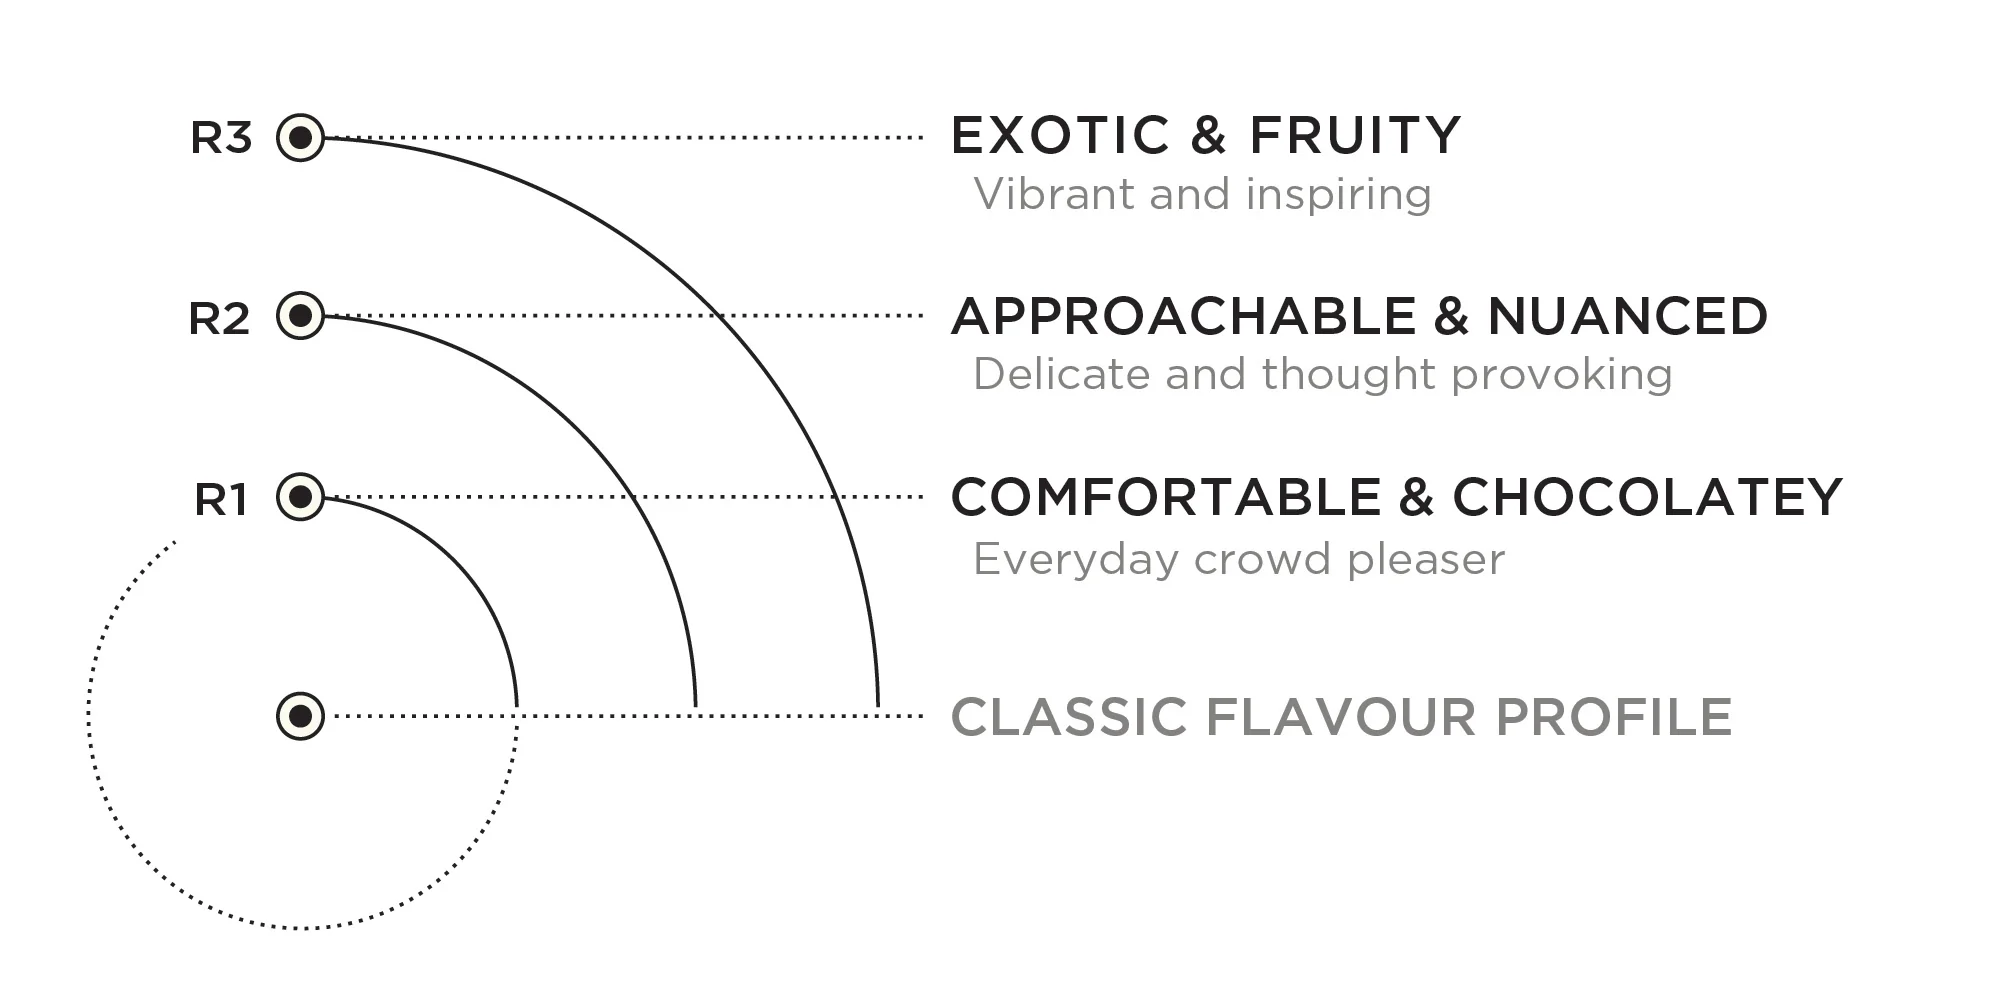 R3 EXOTIC & FRUITY
Vibrant and inspiring
R2 APPROACHABLE & NUANCED
Delicate and thought provoking
R1 COMFORTABLE & CHOCOLATEY
Everyday crowd pleaser
CLASSIC FLAVOUR PROFILE